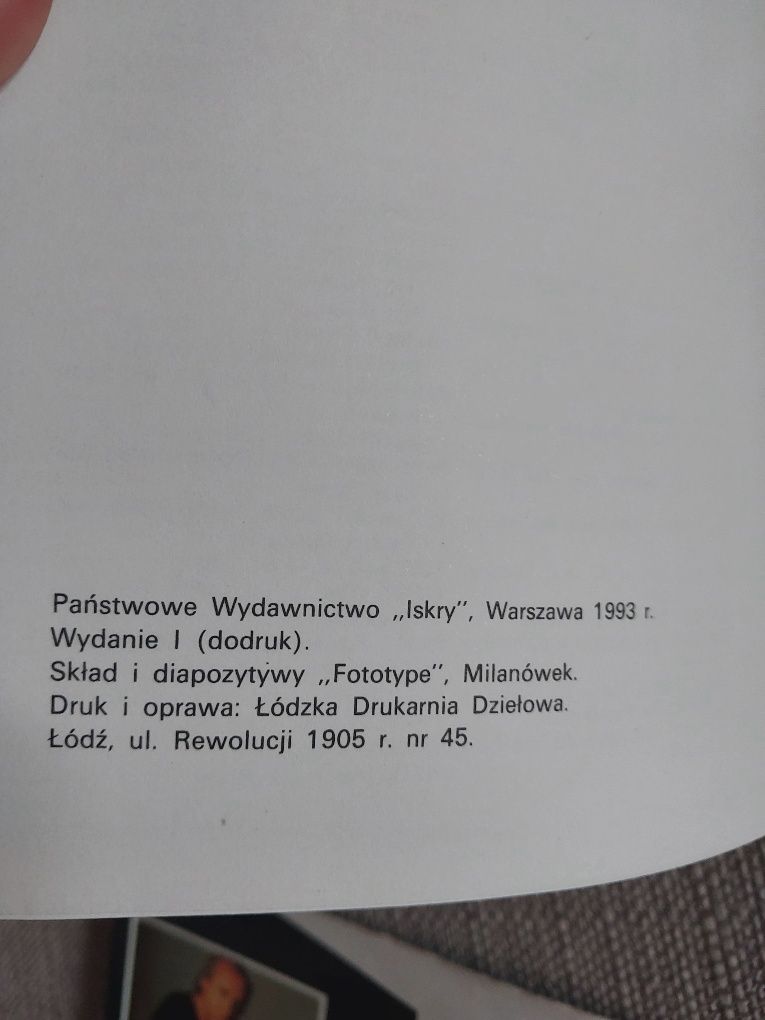 Państwowe Wydawnictwo „Iskry”, Warszawa 1993 r.
Wydanie I (dodruk).
Skład i diapozytywy „Fototype”, Milanówek.
Druk i oprawa: Łódzka Drukarnia Dziełowa.
Łódź, ul. Rewolucji 1905 r. nr 45.